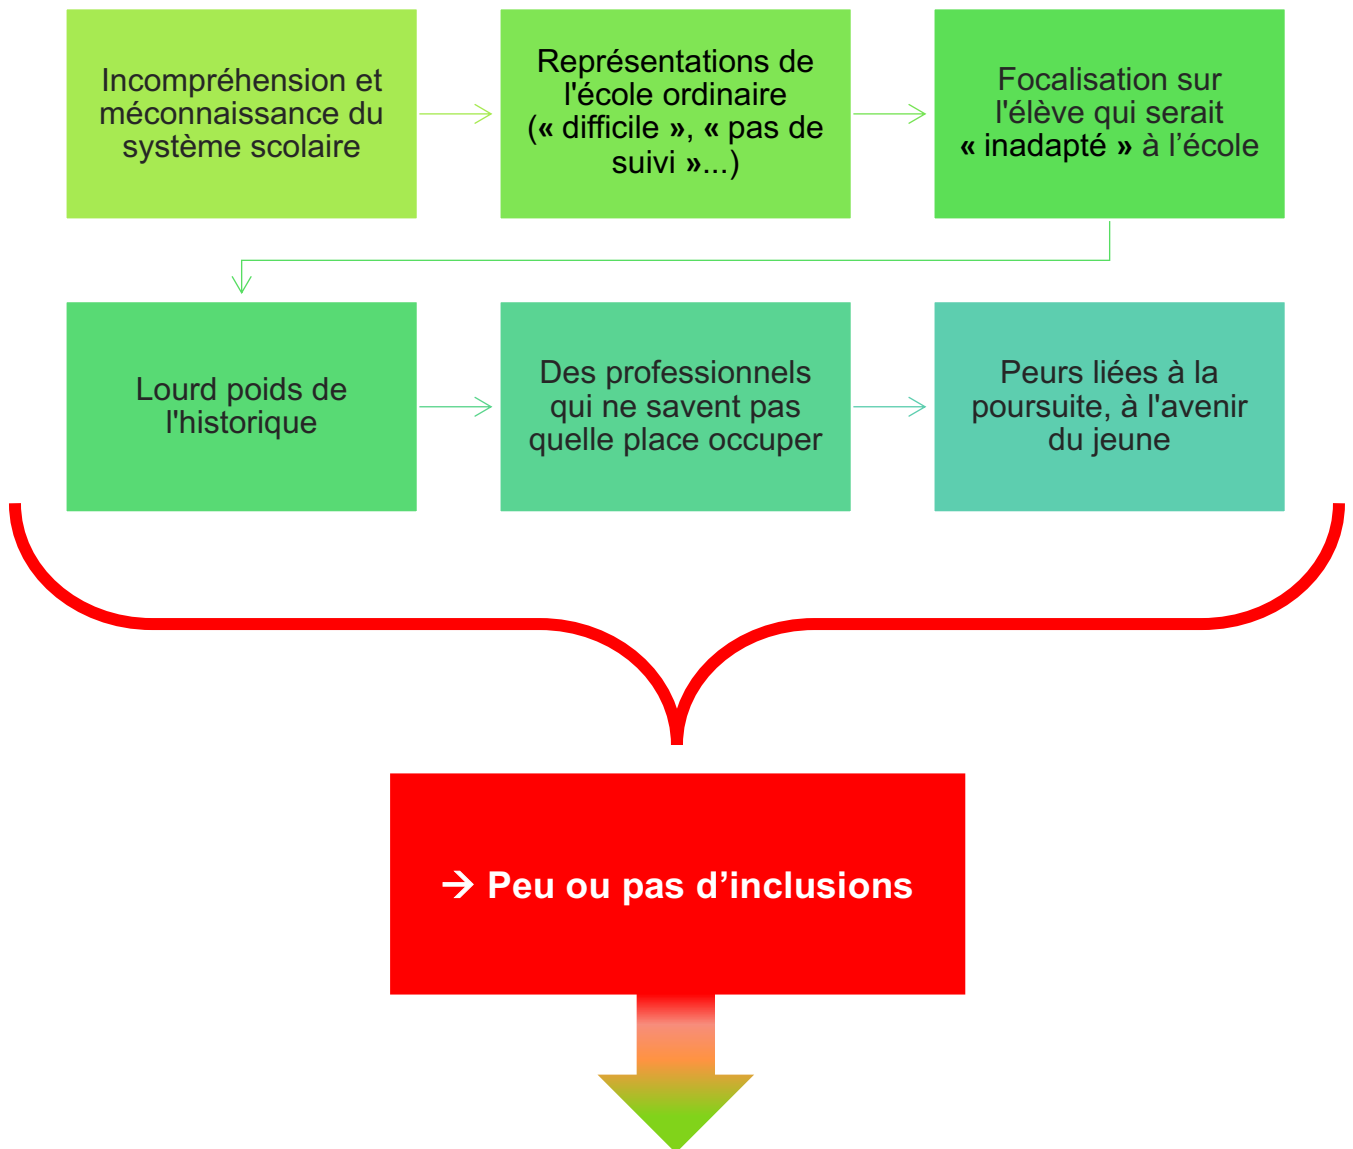 Incompréhension et
méconnaissance du
système scolaire
Représentations de
l'école ordinaire
(« difficile », « pas de
suivi »...)
Focalisation sur
l'élève qui serait
« inadapté » à l’école
Lourd poids de
l'historique
Des professionnels
qui ne savent pas
quelle place occuper
Peurs liées à la
poursuite, à l'avenir
du jeune
→ Peu ou pas d’inclusions